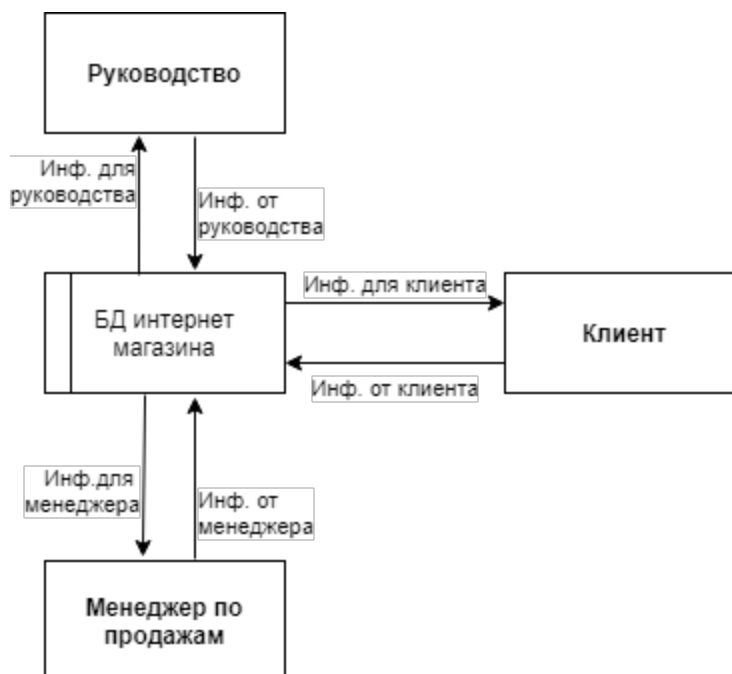 Руководство
Инф. для
руководства
Инф. от
руководства
БД интернет
магазина
Инф. для клиента
Клиент
Инф. от клиента
Инф.для
менеджера
Инф. от
менеджера
Менеджер по
продажам